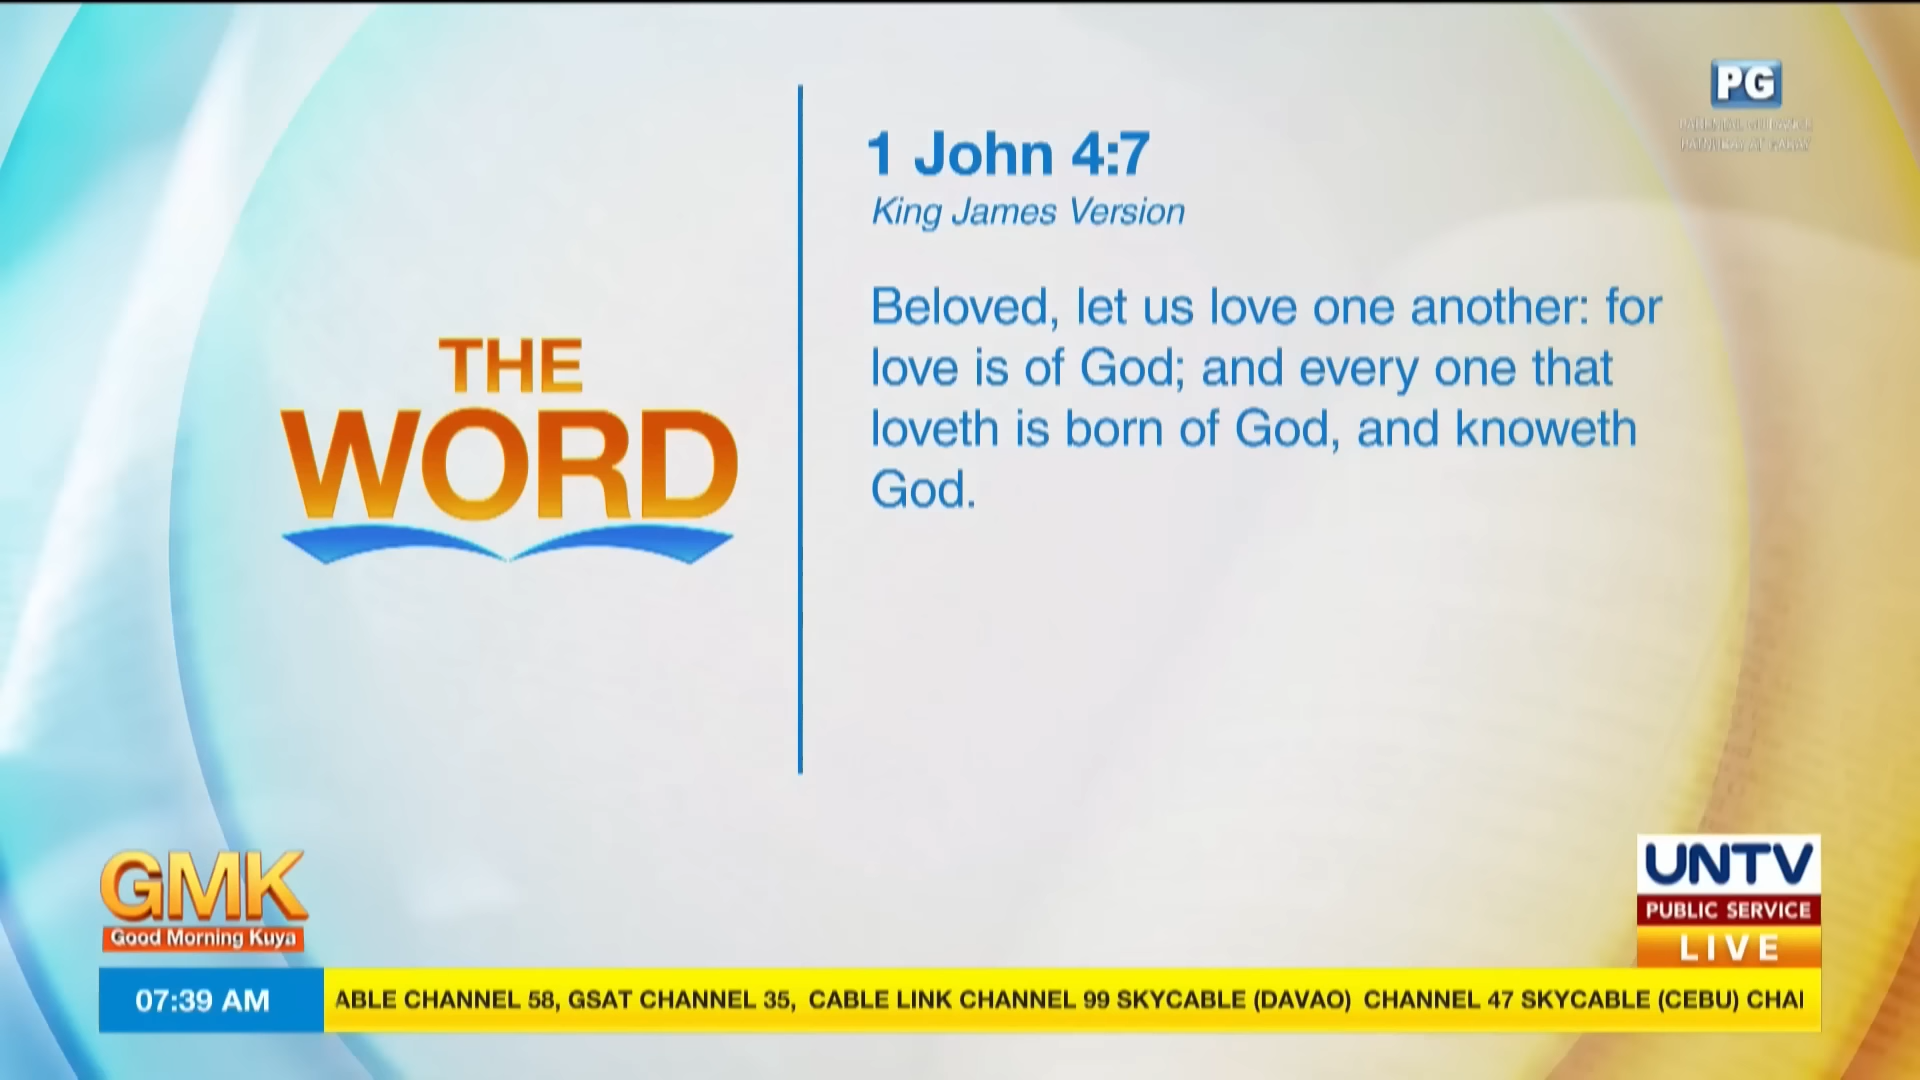 PG
THE
WORD
1 John 4:7
King James Version
Beloved, let us love one another: for
love is of God; and every one that
loveth is born of God, and knoweth
God.
GMK
Good Morning Kuya
UNTV
PUBLIC SERVICE
LIVE
07:39 AM
ABLE CHANNEL 58, GSAT CHANNEL 35, CABLE LINK CHANNEL 99 SKYCABLE (DAVAO) CHANNEL 47 SKYCABLE (CEBU) CHA